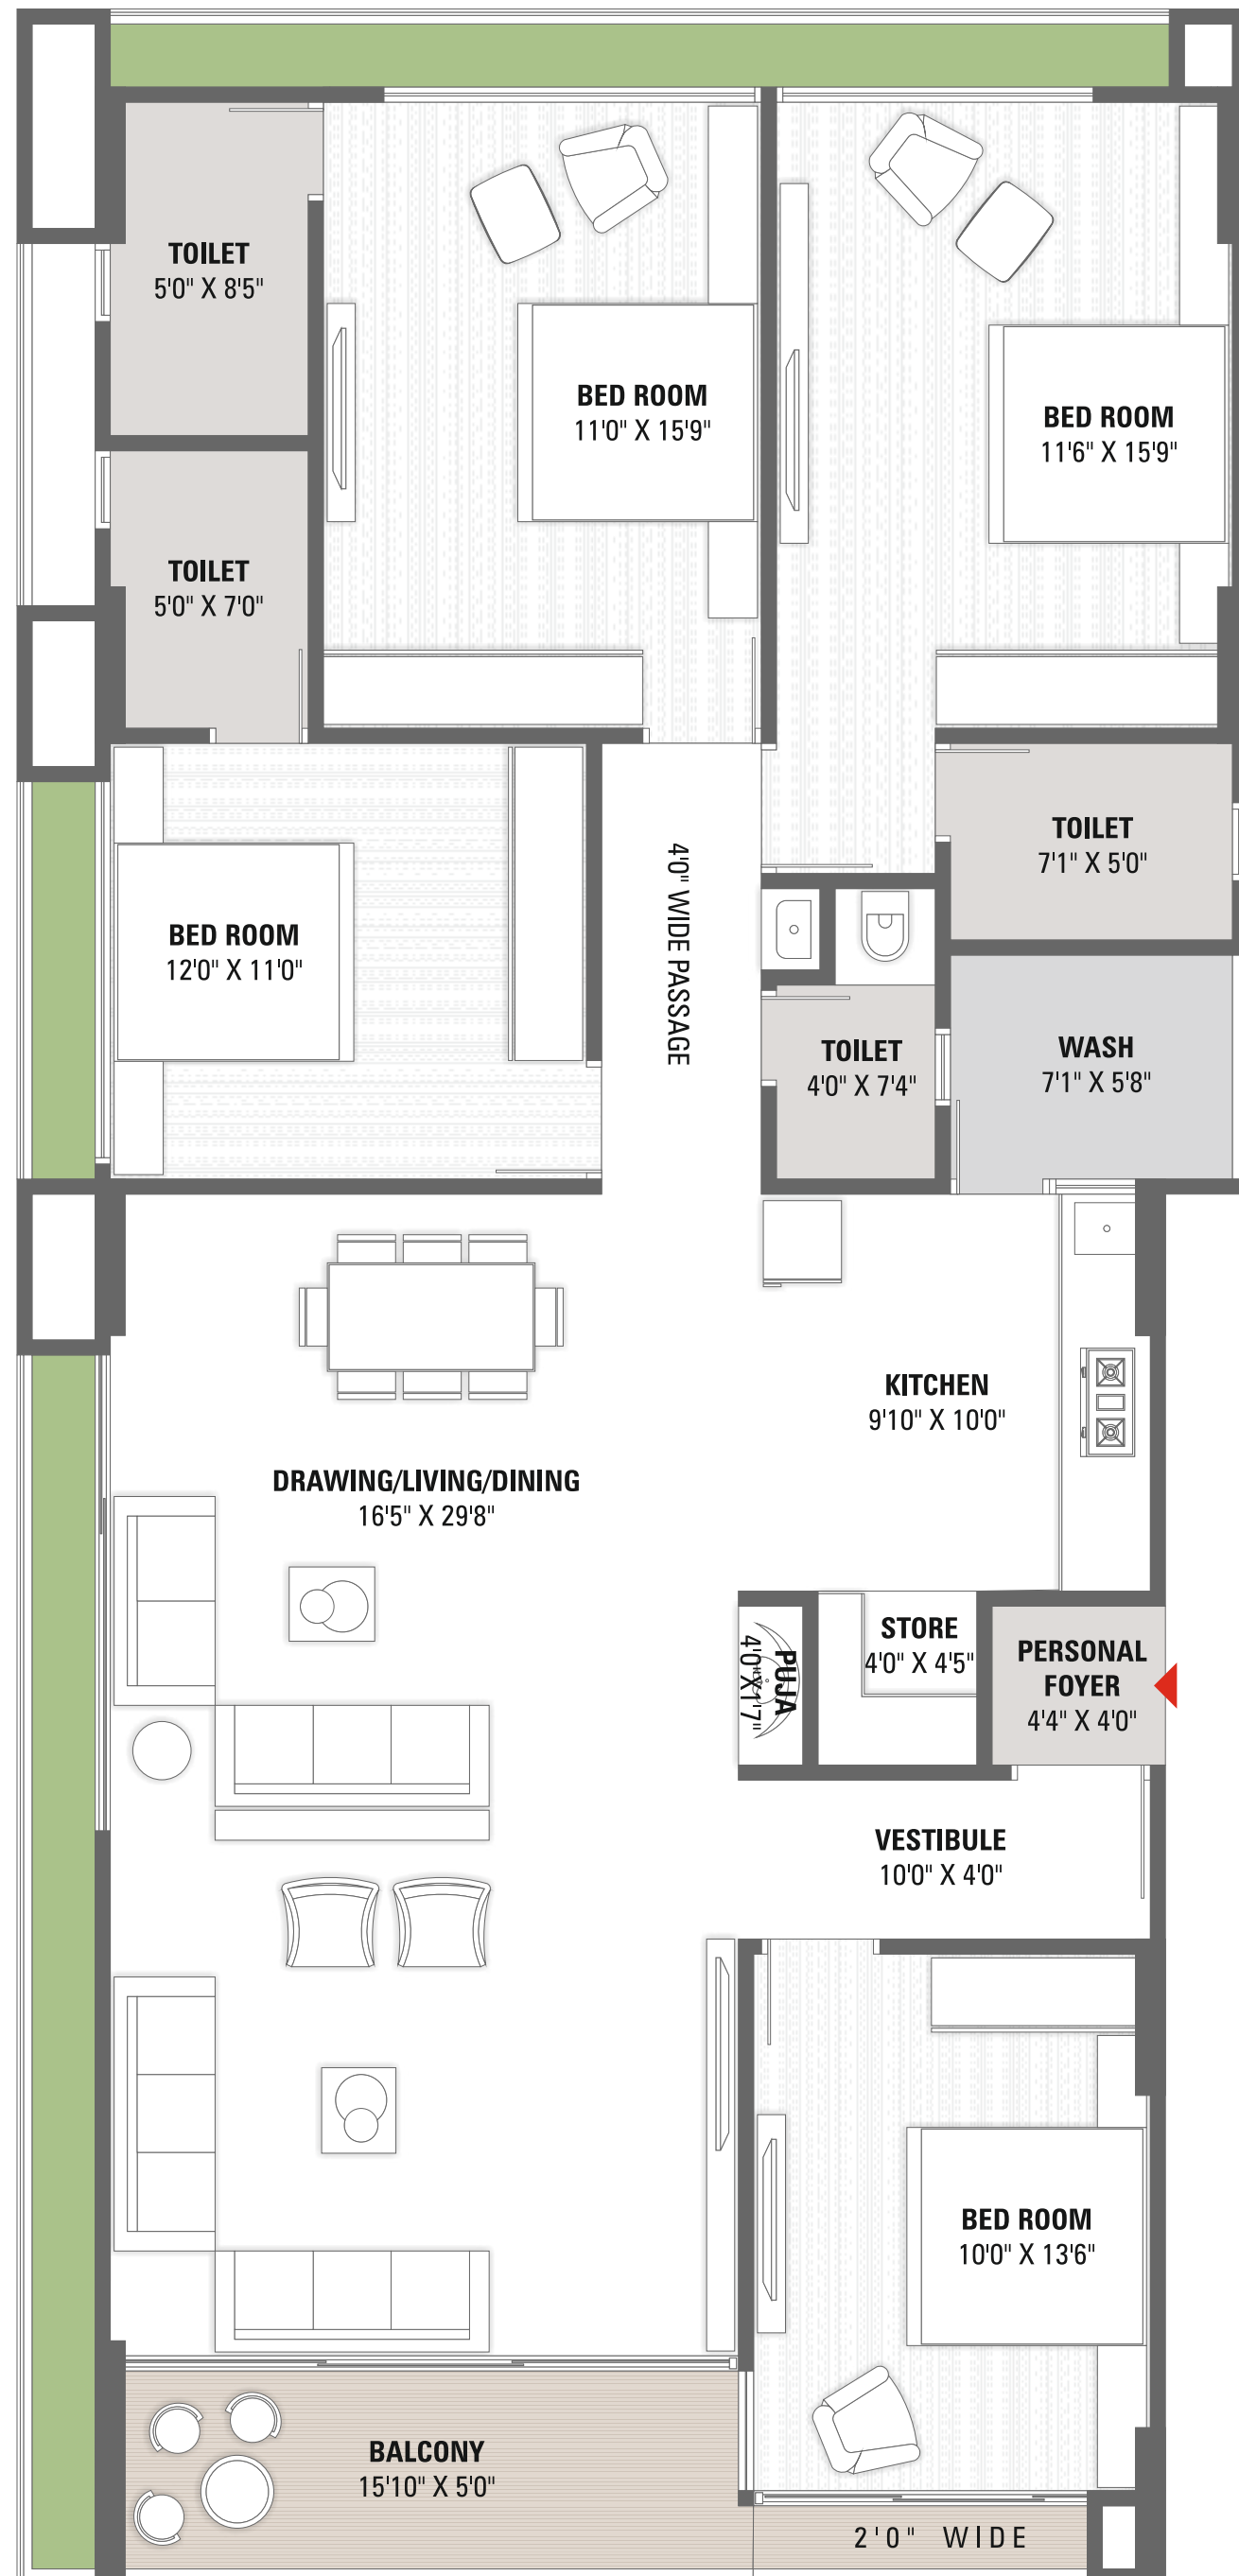 TOILET
5'0" X 8'5"
BED ROOM
11'0" X 15'9"
BED ROOM
11'6" X 15'9"
TOILET
5'0" X 7'0"
TOILET
7'1" X 5'0"
4'0" WIDE PASSAGE
BED ROOM
12'0" X 11'0"
TOILET
4'0" X 7'4"
WASH
7'1" X 5'8"
KITCHEN
9'10" X 10'0"
DRAWING/LIVING/DINING
16'5" X 29'8"
PUJA
4'0X1'7"
STORE
4'0" X 4'5"
PERSONAL
FOYER
4'4" X 4'0"
VESTIBULE
10'0" X 4'0"
BED ROOM
10'0" X 13'6"
BALCONY
15'10" X 5'0"
2'0" WIDE